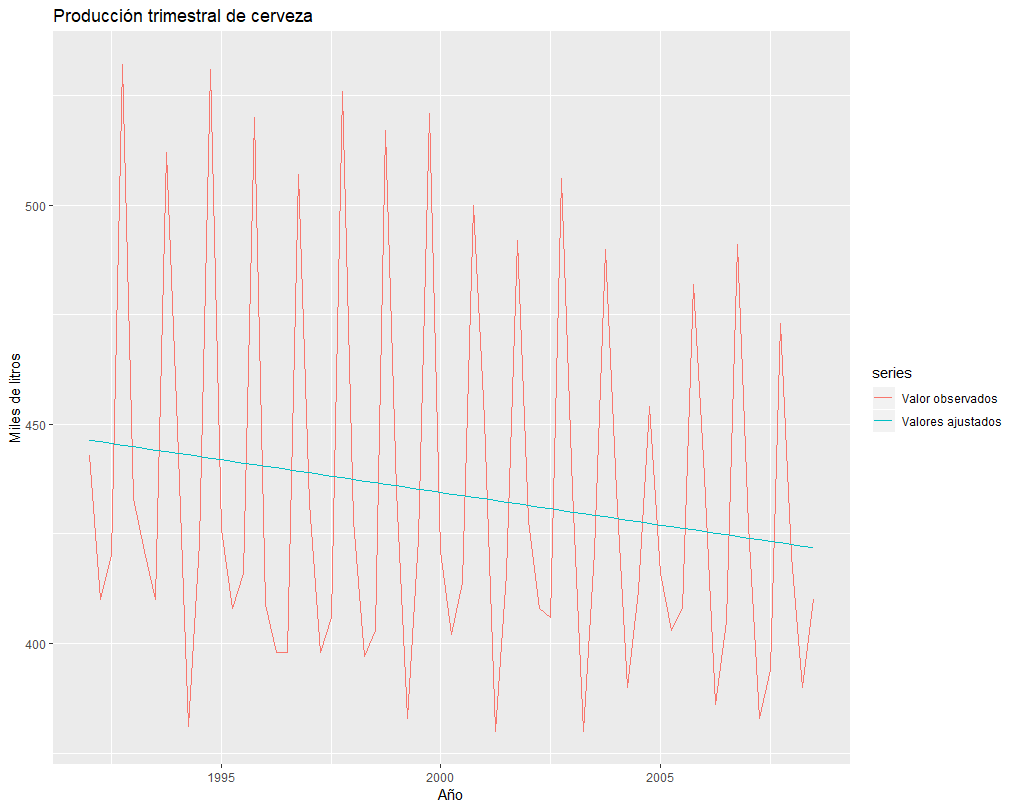 Producción trimestral de cerveza
Miles de litros
500
450
400
1995
2000
2005
Año
series
Valor observados
Valores ajustados